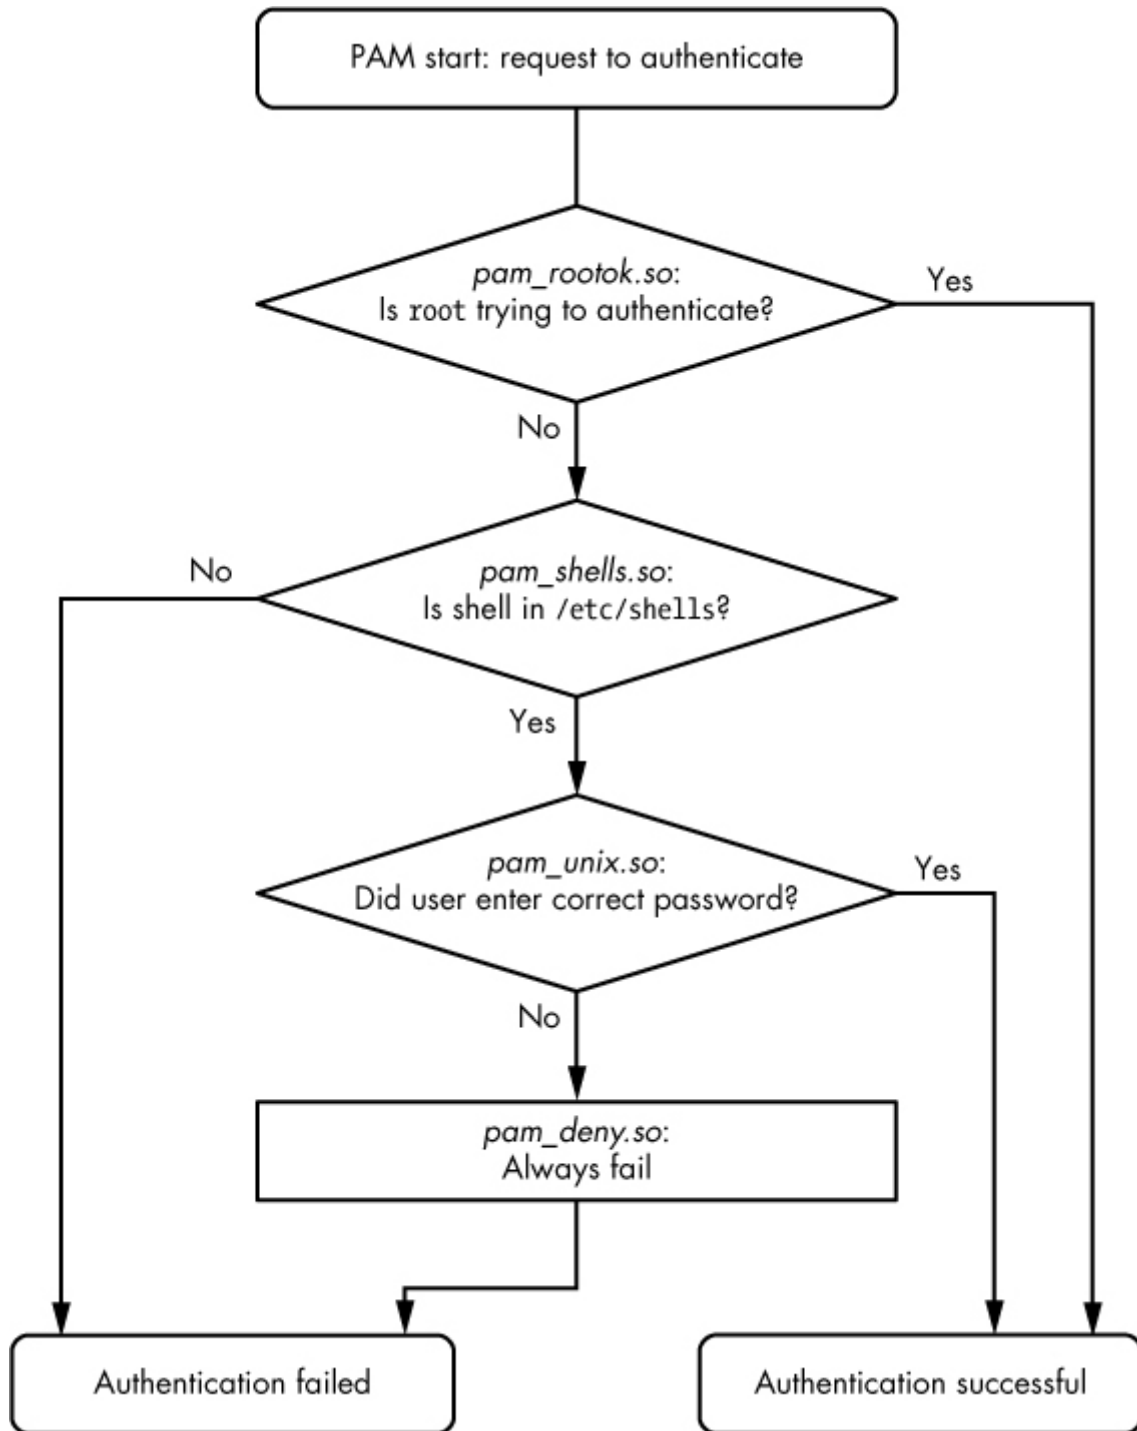 PAM start: request to authenticate
pam_rootok.so:
Is root trying to authenticate?
Yes
No
No
pam_shells.so:
Is shell in /etc/shells?
Yes
pam_unix.so:
Did user enter correct password?
Yes
No
pam_deny.so:
Always fail
Authentication failed
Authentication successful